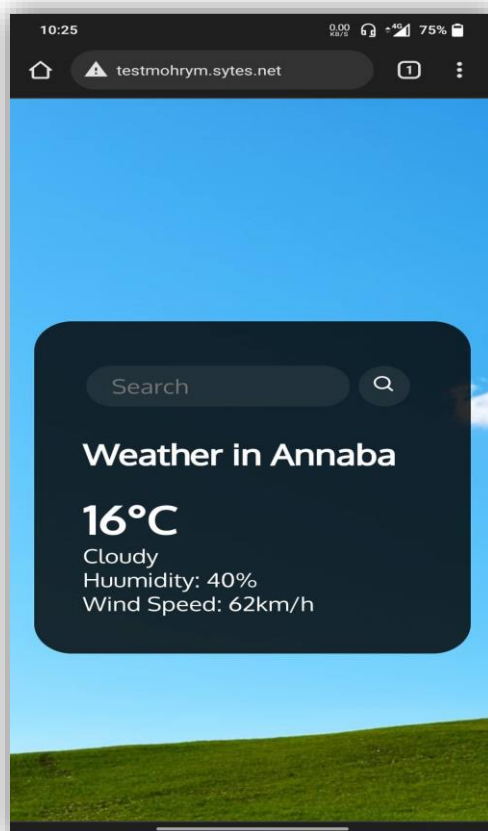 10:25
0.00
KB/S
4G
75%
testmohrym.sytes.net
1
Search
Weather in Annaba
16°C
Cloudy
Huumidity: 40%
Wind Speed: 62km/h